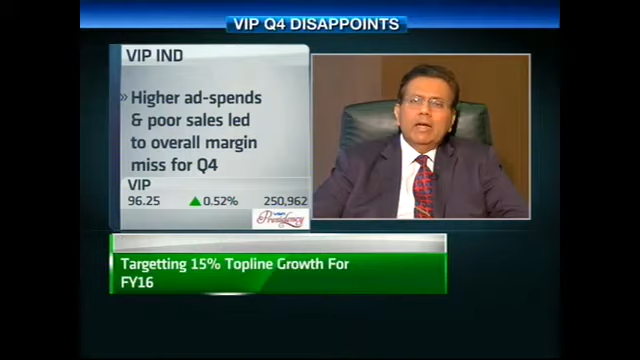 VIP Q4 DISAPPOINTS
VIP IND
» Higher ad-spends
& poor sales led
to overall margin
miss for Q4
VIP
96.25 ▲ 0.52% 250,962
Presidency
Targetting 15% Topline Growth For
FY16